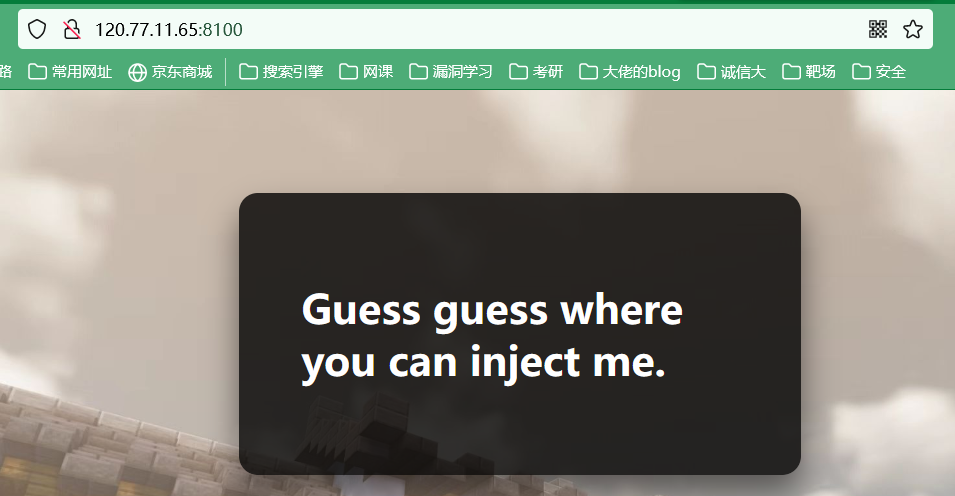 120.77.11.65:8100
路 常用网址 京东商城 搜索引擎 网课 漏洞学习 考研 大佬的blog 诚信大 靶场 安全
Guess guess where
you can inject me.